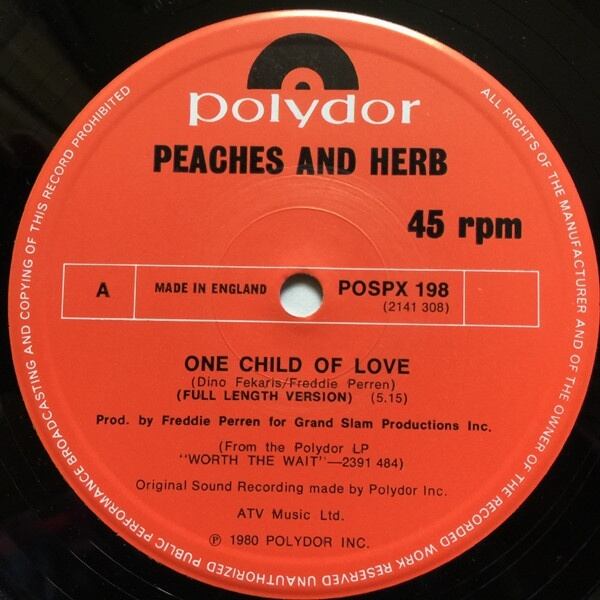 polydor
PEACHES AND HERB
45 rpm
A
MADE IN ENGLAND
POSPX 198
(2141 308)
ONE CHILD OF LOVE
(Dino Fekaris/Freddie Perren)
(FULL LENGTH VERSION) (5.15)
Prod. by Freddie Perren for Grand Slam Productions Inc.
(From the Polydor LP
"WORTH THE WAIT"—2391 484)
Original Sound Recording made by Polydor Inc.
ATV Music Ltd.
℗ 1980 POLYDOR INC.
ALL RIGHTS OF THE MANUFACTURER AND OF THE OWNER OF THE RECORDED WORK RESERVED UNAUTHORIZED PUBLIC PERFORMANCE BROADCASTING AND COPYING OF THIS RECORD PROHIBITED